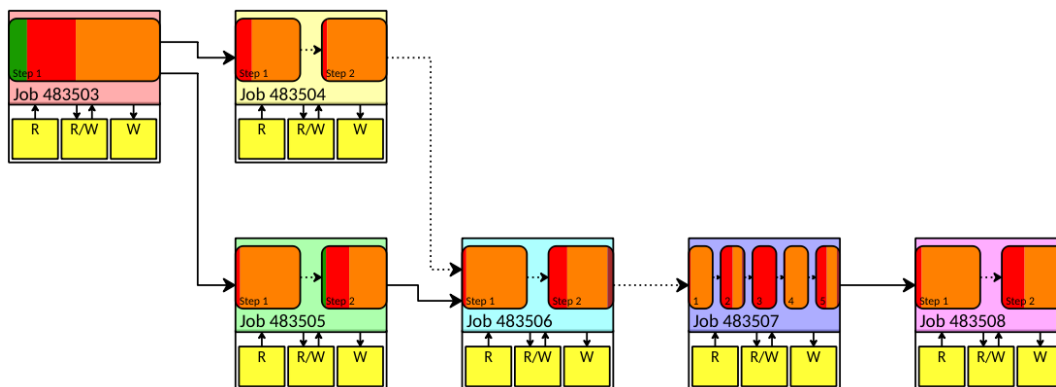 Step 1
Job 483503
R
R/W
W
Step 1
Step 2
Job 483504
R
R/W
W
Step 1
Step 2
Job 483505
R
R/W
W
Step 1
Step 2
Job 483506
R
R/W
W
1
2
3
4
5
Job 483507
R
R/W
W
Step 1
Step 2
Job 483508
R
R/W
W